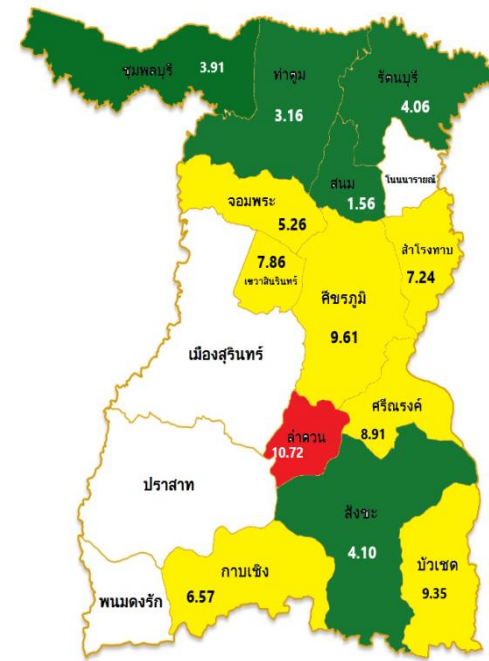 ชุมพลบุรี 3.91
ท่าตูม
3.16
รัตนบุรี
4.06
โนนนารายณ์
สนม
1.56
จอมพระ
5.26
7.86
เขวาสินรินทร์
สำโรงทาบ
7.24
ศีขรภูมิ
9.61
เมืองสุรินทร์
ศรีณรงค์
8.91
ลำดวน
10.72
ปราสาท
สังขะ
4.10
บัวเชด
9.35
กาบเชิง
6.57
พนมดงรัก